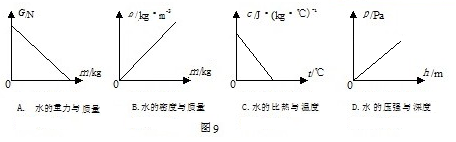 G/N
0
m/kg
A. 水的重力与质量
ρ/kg·m⁻³
0
m/kg
B. 水的密度与质量
c/J·(kg·℃)⁻¹
0
t/℃
C. 水的比热与温度
p/Pa
0
h/m
D. 水的压强与深度
图9